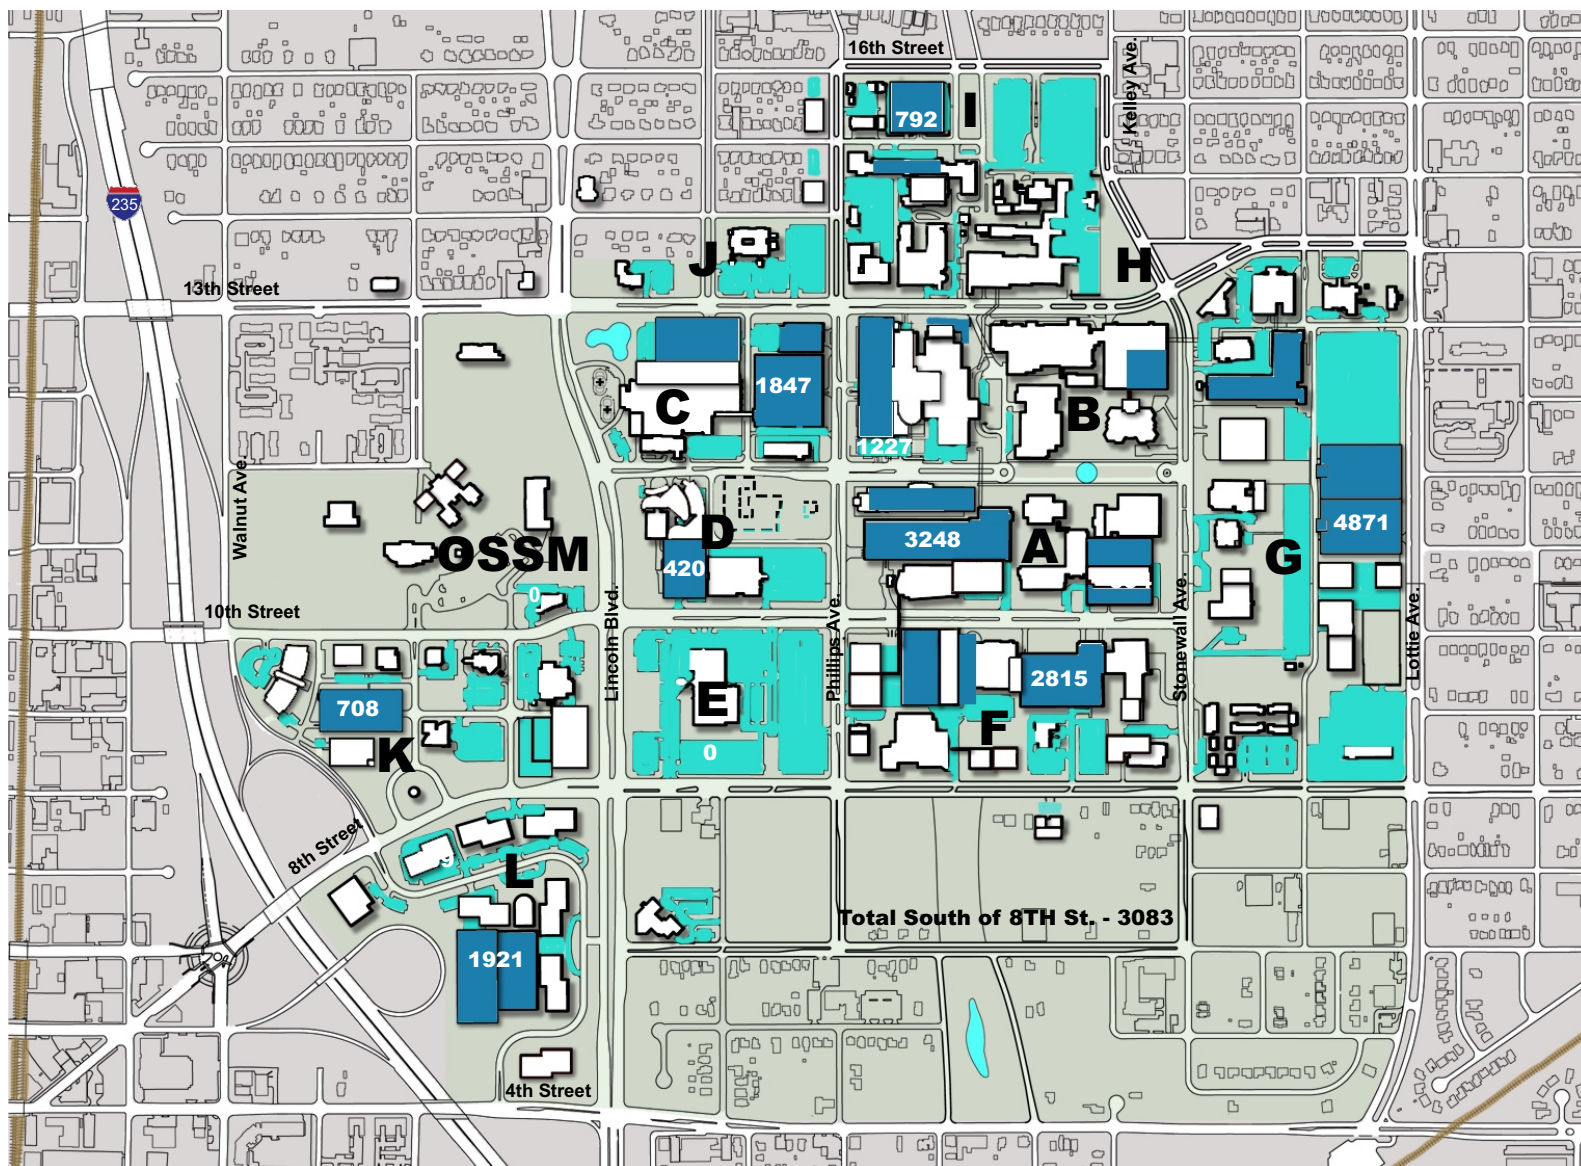 16th Street
Kelley Ave.
792
I
235
J
H
13th Street
1847
C
B
1227
Walnut Ave.
4871
D
3248
A
OSSM
G
420
0
10th Street
Lincoln Blvd.
Phillips Ave.
Stonewall Ave.
Lottie Ave.
2815
E
708
F
K
0
8th Street
9
L
Total South of 8TH St. - 3083
1921
4th Street